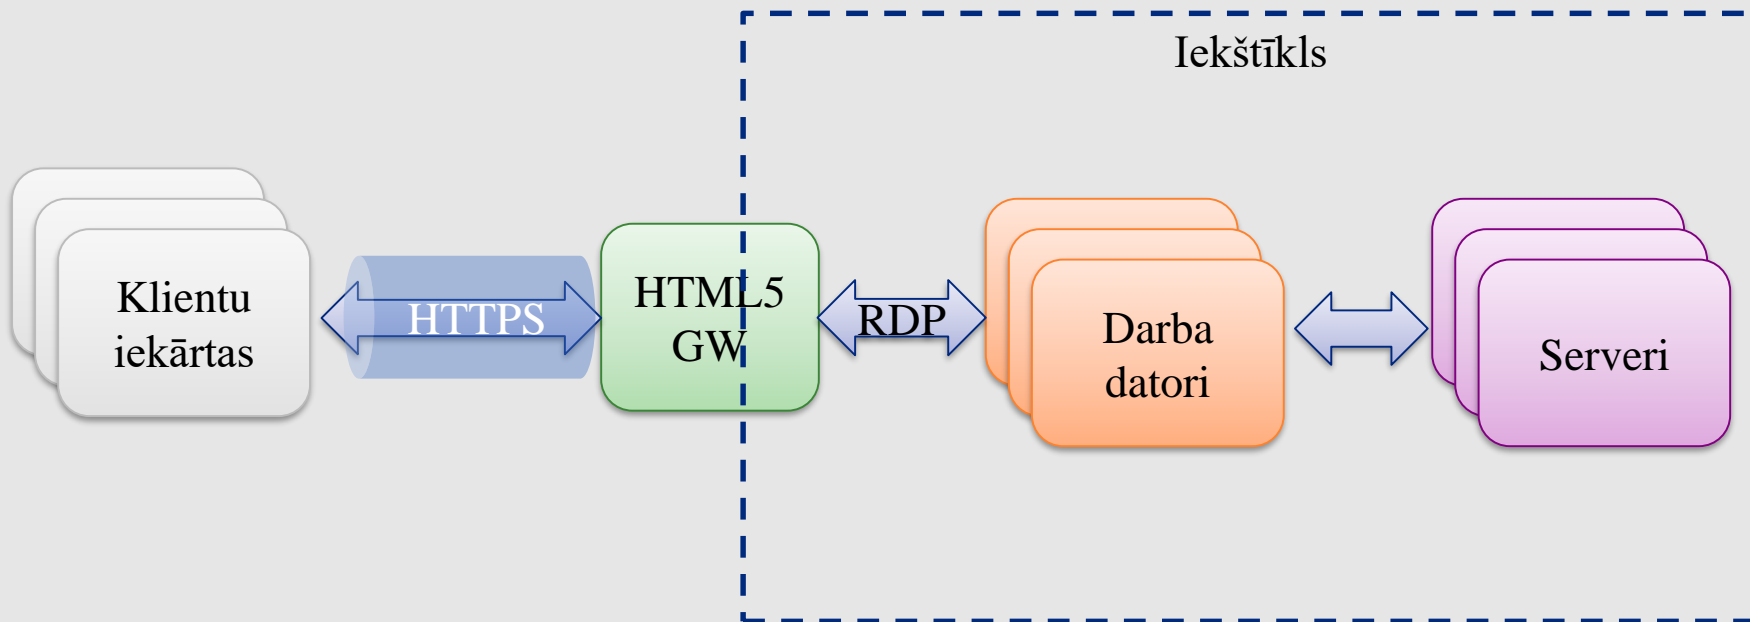 Iekštīkls
Klientu
iekārtas
HTTPS
HTML5
GW
RDP
Darba
datori
Serveri